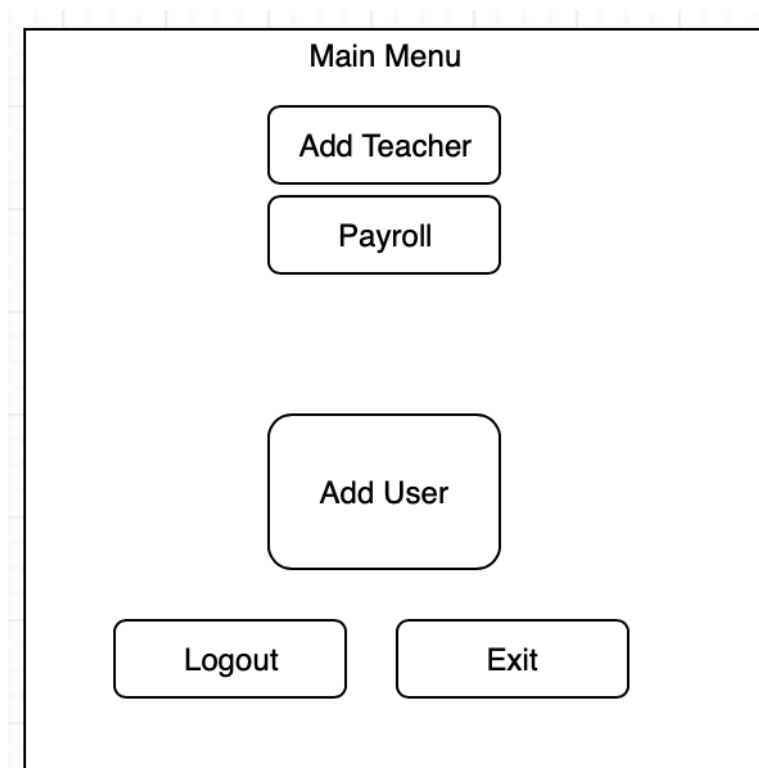 Main Menu
Add Teacher
Payroll
Add User
Logout
Exit